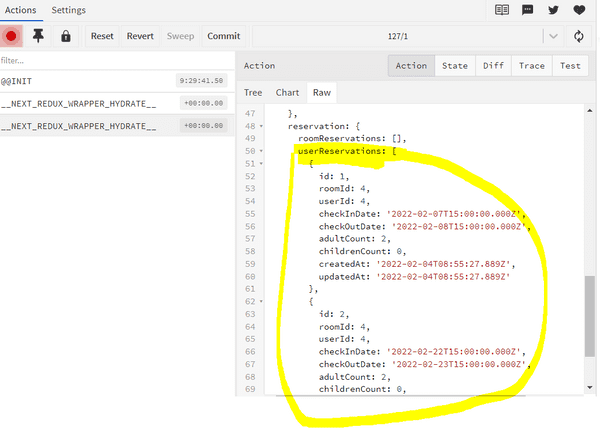 Actions Settings
Reset Revert Sweep Commit 127/1
filter...
@@INIT 9:29:41.50
__NEXT_REDUX_WRAPPER_HYDRATE__ +00:00.00
__NEXT_REDUX_WRAPPER_HYDRATE__ +00:00.00
Action Action State Diff Trace Test
Tree Chart Raw
47 },
48 reservation: {
49 roomReservations: [],
50 userReservations: [
51 {
52 id: 1,
53 roomId: 4,
54 userId: 4,
55 checkInDate: '2022-02-07T15:00:00.000Z',
56 checkOutDate: '2022-02-08T15:00:00.000Z',
57 adultCount: 2,
58 childrenCount: 0,
59 createdAt: '2022-02-04T08:55:27.889Z',
60 updatedAt: '2022-02-04T08:55:27.889Z'
61 },
62 {
63 id: 2,
64 roomId: 4,
65 userId: 4,
66 checkInDate: '2022-02-22T15:00:00.000Z',
67 checkOutDate: '2022-02-23T15:00:00.000Z',
68 adultCount: 2,
69 childrenCount: 0,